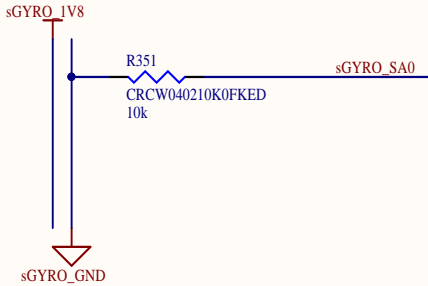 sGYRO_1V8
R351
sGYRO_SA0
CRCW040210K0FKED
10k
sGYRO_GND